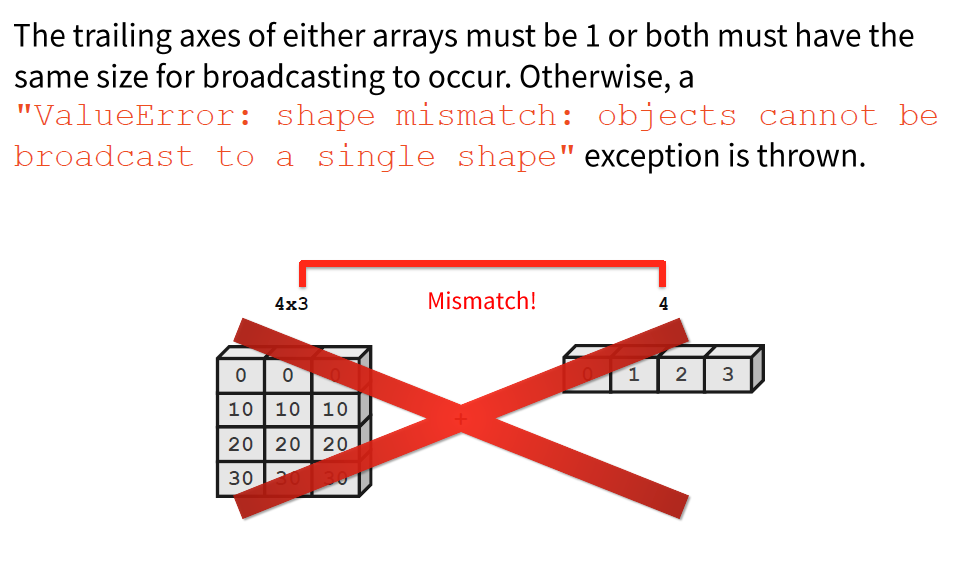 The trailing axes of either arrays must be 1 or both must have the
same size for broadcasting to occur. Otherwise, a
"ValueError: shape mismatch: objects cannot be
broadcast to a single shape" exception is thrown.
4x3 Mismatch! 4
0 0 0 0 1 2 3
+
10 10 10
20 20 20
30 30 30